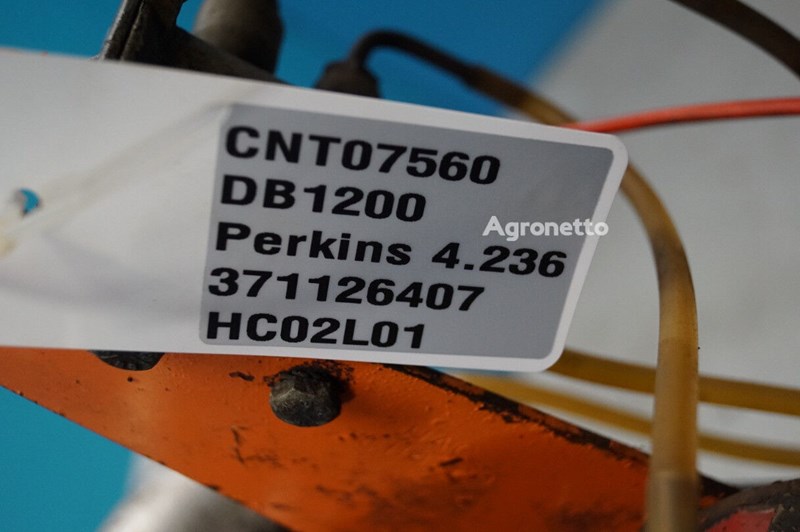 CNT07560
DB1200
Agronetto
Perkins 4.236
371126407
HC02L01